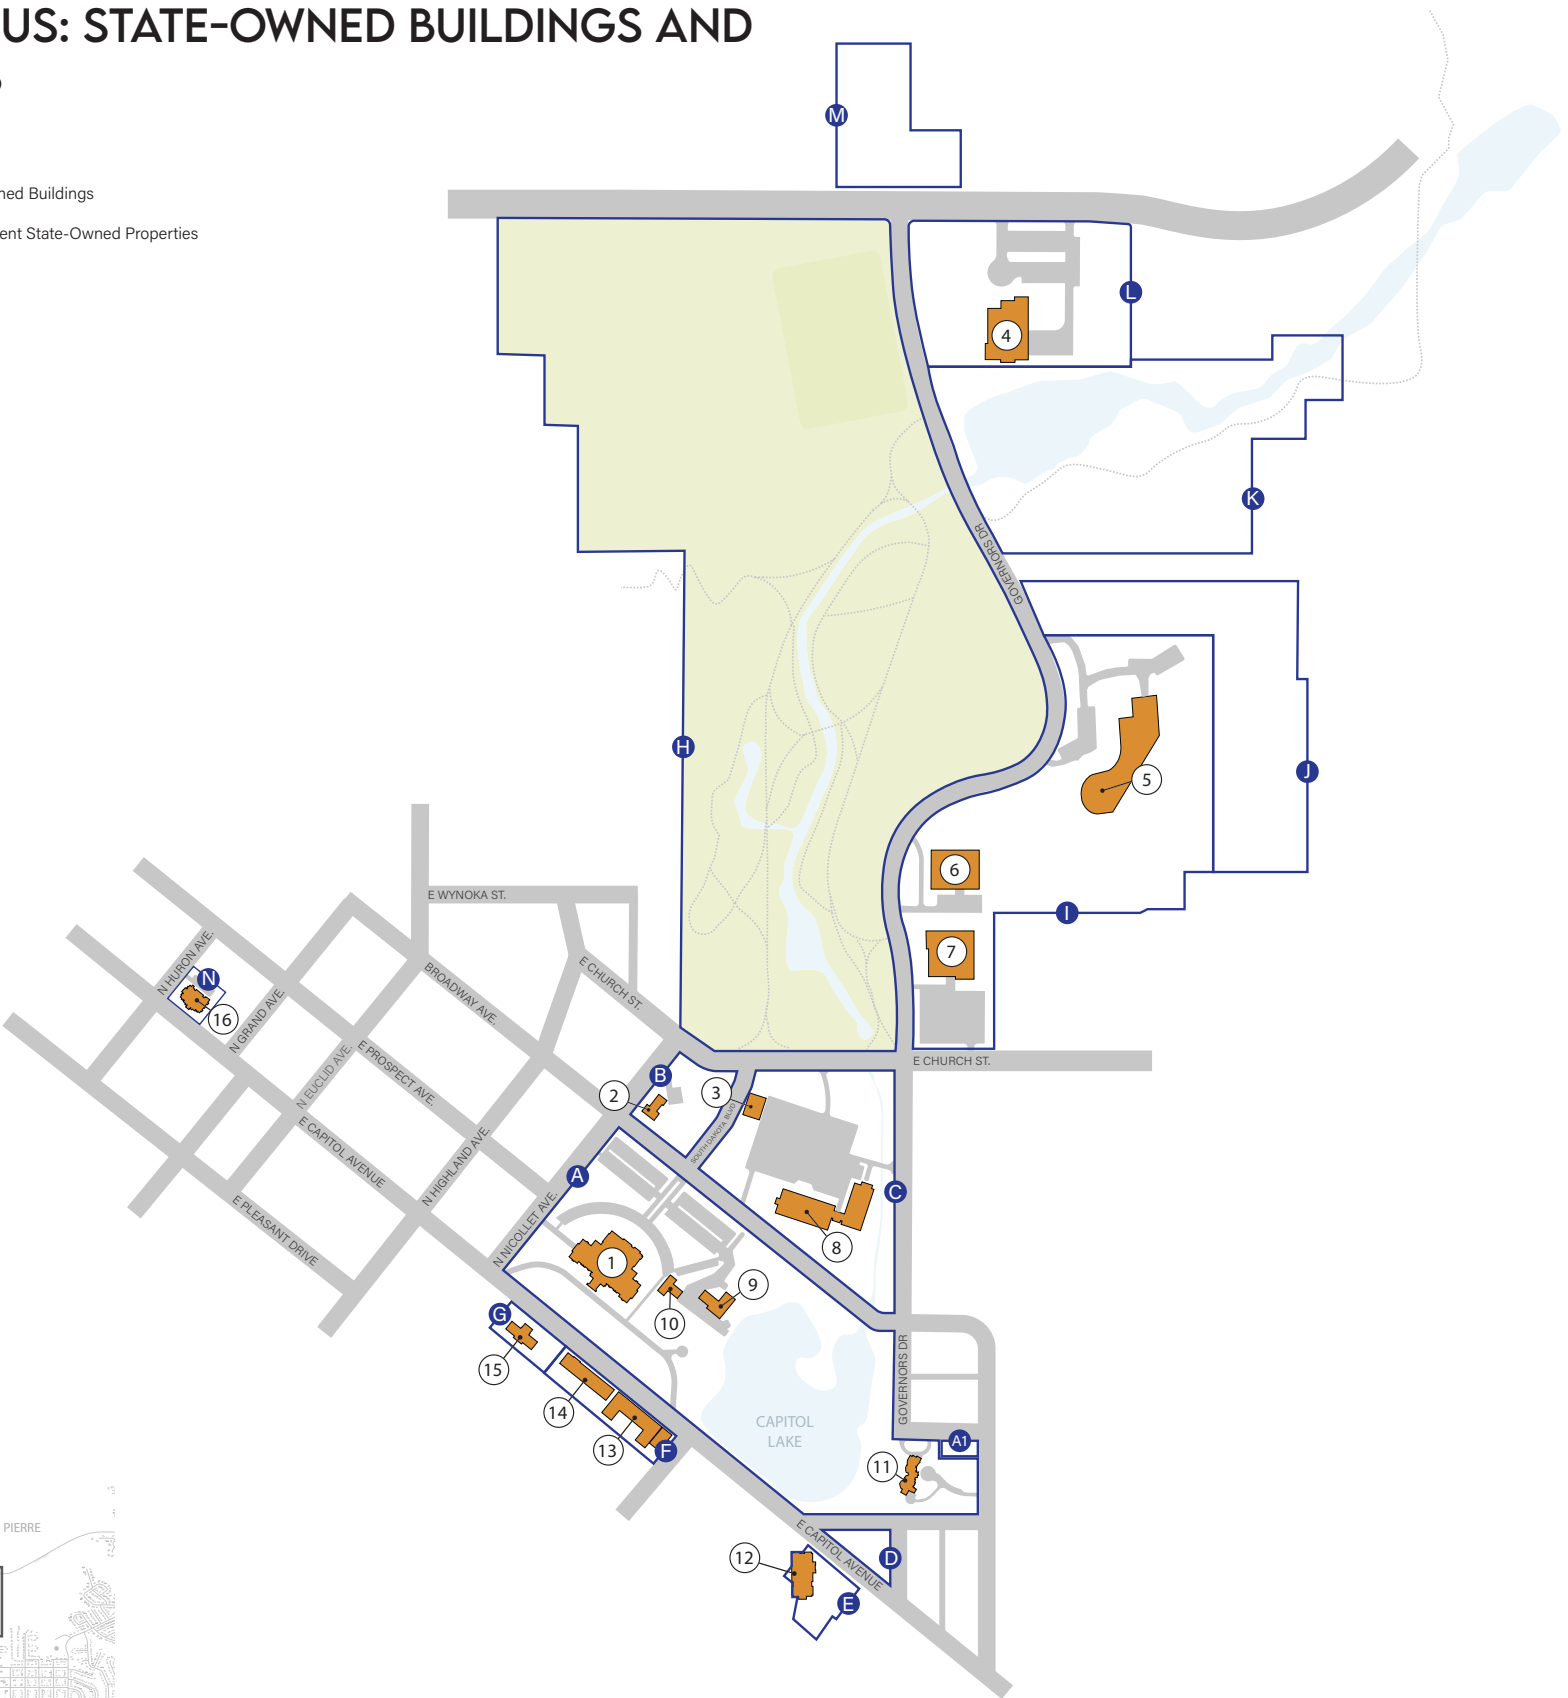 US: STATE-OWNED BUILDINGS AND
ned Buildings
ent State-Owned Properties
M
L
4
K
GOVERNORS DR
H
J
5
6
I
7
E WYNOKA ST.
N HURON AVE.
N
16
N GRAND AVE.
BROADWAY AVE.
E CHURCH ST.
N EUCLID AVE.
E PROSPECT AVE.
E CHURCH ST.
B
2
3
SOUTH DAKOTA BLVD
E CAPITOL AVENUE
N HIGHLAND AVE.
A
C
E PLEASANT DRIVE
N NICOLLET AVE.
8
1
9
10
G
15
14
13
F
GOVERNORS DR
CAPITOL
LAKE
A1
11
E CAPITOL AVENUE
D
12
E
PIERRE